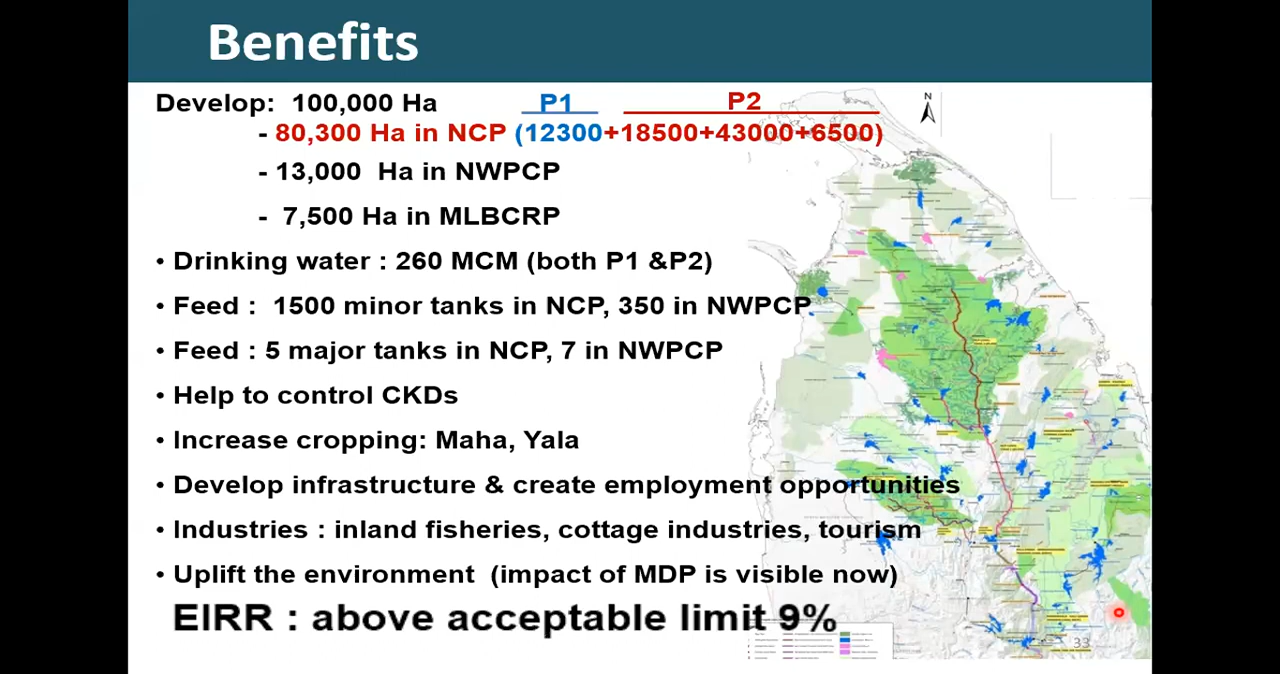 Benefits
Develop: 100,000 Ha P1 P2
- 80,300 Ha in NCP (12300+18500+43000+6500)
- 13,000 Ha in NWPCP
- 7,500 Ha in MLBCRP
• Drinking water : 260 MCM (both P1 &P2)
• Feed : 1500 minor tanks in NCP, 350 in NWPCP
• Feed : 5 major tanks in NCP, 7 in NWPCP
• Help to control CKDs
• Increase cropping: Maha, Yala
• Develop infrastructure & create employment opportunities
• Industries : inland fisheries, cottage industries, tourism
• Uplift the environment (impact of MDP is visible now)
EIRR : above acceptable limit 9%
N
33